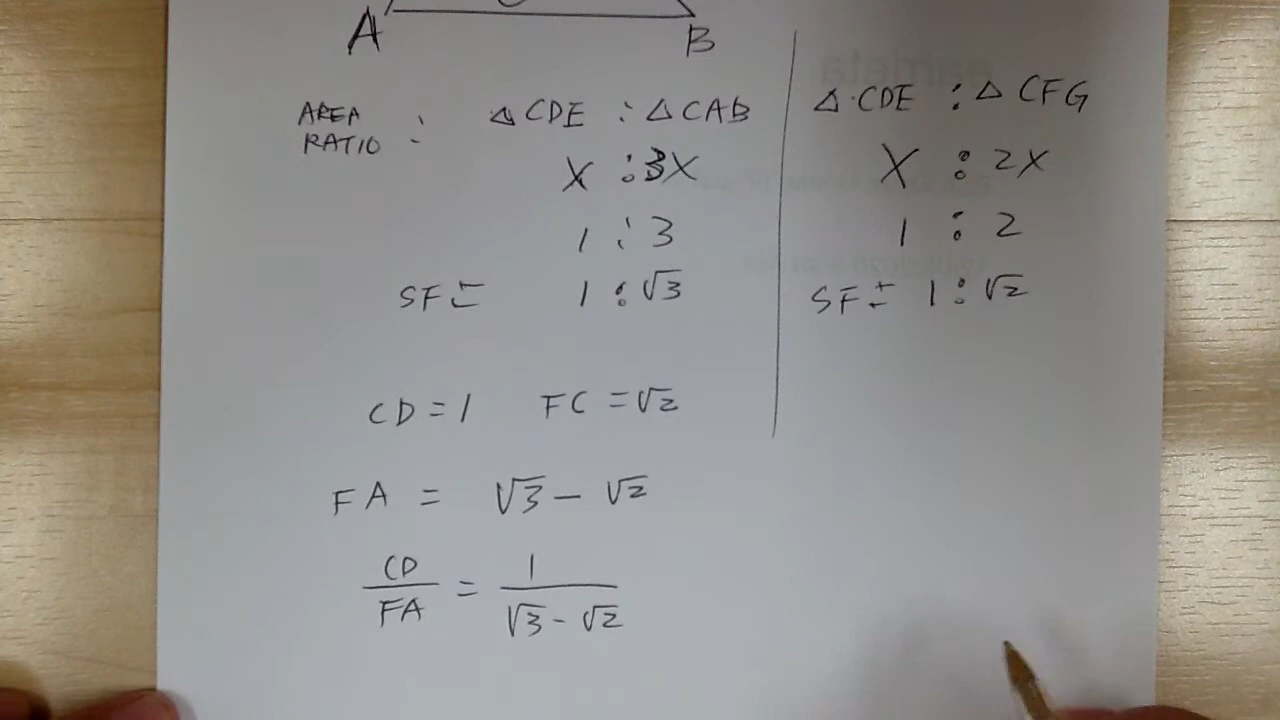 A B
AREA RATIO : △CDE : △CAB
X : 3X
1 : 3
SF = 1 : √3
△CDE : △CFG
X : 2X
1 : 2
SF = 1 : √2
CD = 1 FC = √2
FA = √3 - √2
CD/FA = 1/(√3 - √2)